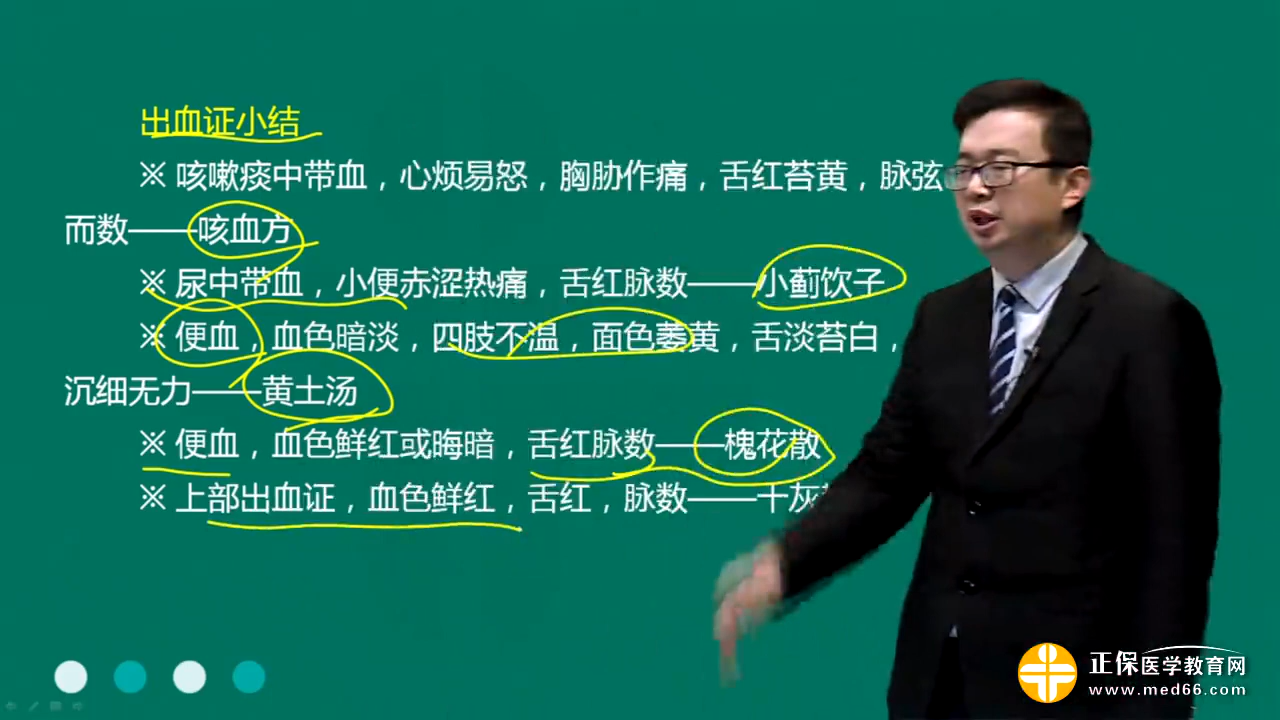 出血证小结
※ 咳嗽痰中带血，心烦易怒，胸胁作痛，舌红苔黄，脉弦
而数——咳血方
※ 尿中带血，小便赤涩热痛，舌红脉数——小蓟饮子
※ 便血，血色暗淡，四肢不温，面色萎黄，舌淡苔白，
沉细无力——黄土汤
※ 便血，血色鲜红或晦暗，舌红脉数——槐花散
※ 上部出血证，血色鲜红，舌红，脉数——十灰
正保医学教育网
www.med66.com